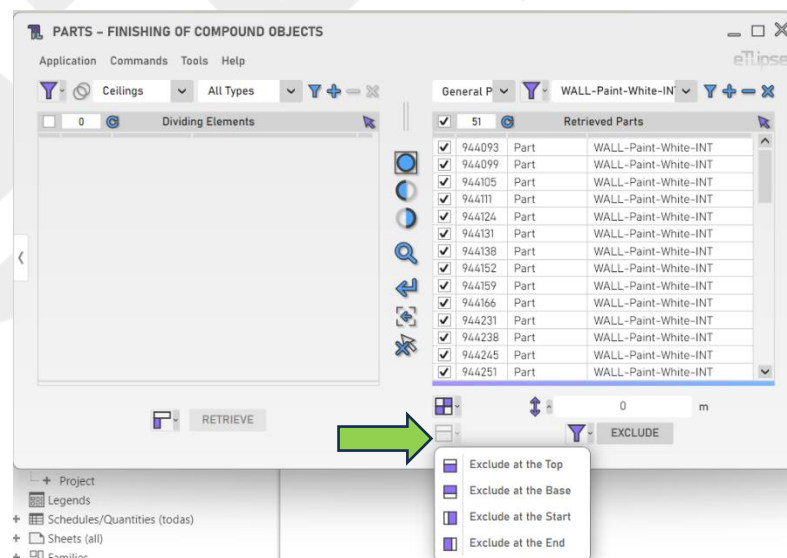 PARTS - FINISHING OF COMPOUND OBJECTS
Application Commands Tools Help
eTLipse
Ceilings All Types
General P WALL-Paint-White-IN
0 Dividing Elements
51 Retrieved Parts
944093 Part WALL-Paint-White-INT
944099 Part WALL-Paint-White-INT
944105 Part WALL-Paint-White-INT
944111 Part WALL-Paint-White-INT
944124 Part WALL-Paint-White-INT
944131 Part WALL-Paint-White-INT
944138 Part WALL-Paint-White-INT
944152 Part WALL-Paint-White-INT
944159 Part WALL-Paint-White-INT
944166 Part WALL-Paint-White-INT
944231 Part WALL-Paint-White-INT
944238 Part WALL-Paint-White-INT
944245 Part WALL-Paint-White-INT
944251 Part WALL-Paint-White-INT
0 m
RETRIEVE
EXCLUDE
Exclude at the Top
Exclude at the Base
Exclude at the Start
Exclude at the End
Project
Legends
Schedules/Quantities (todas)
Sheets (all)
Families